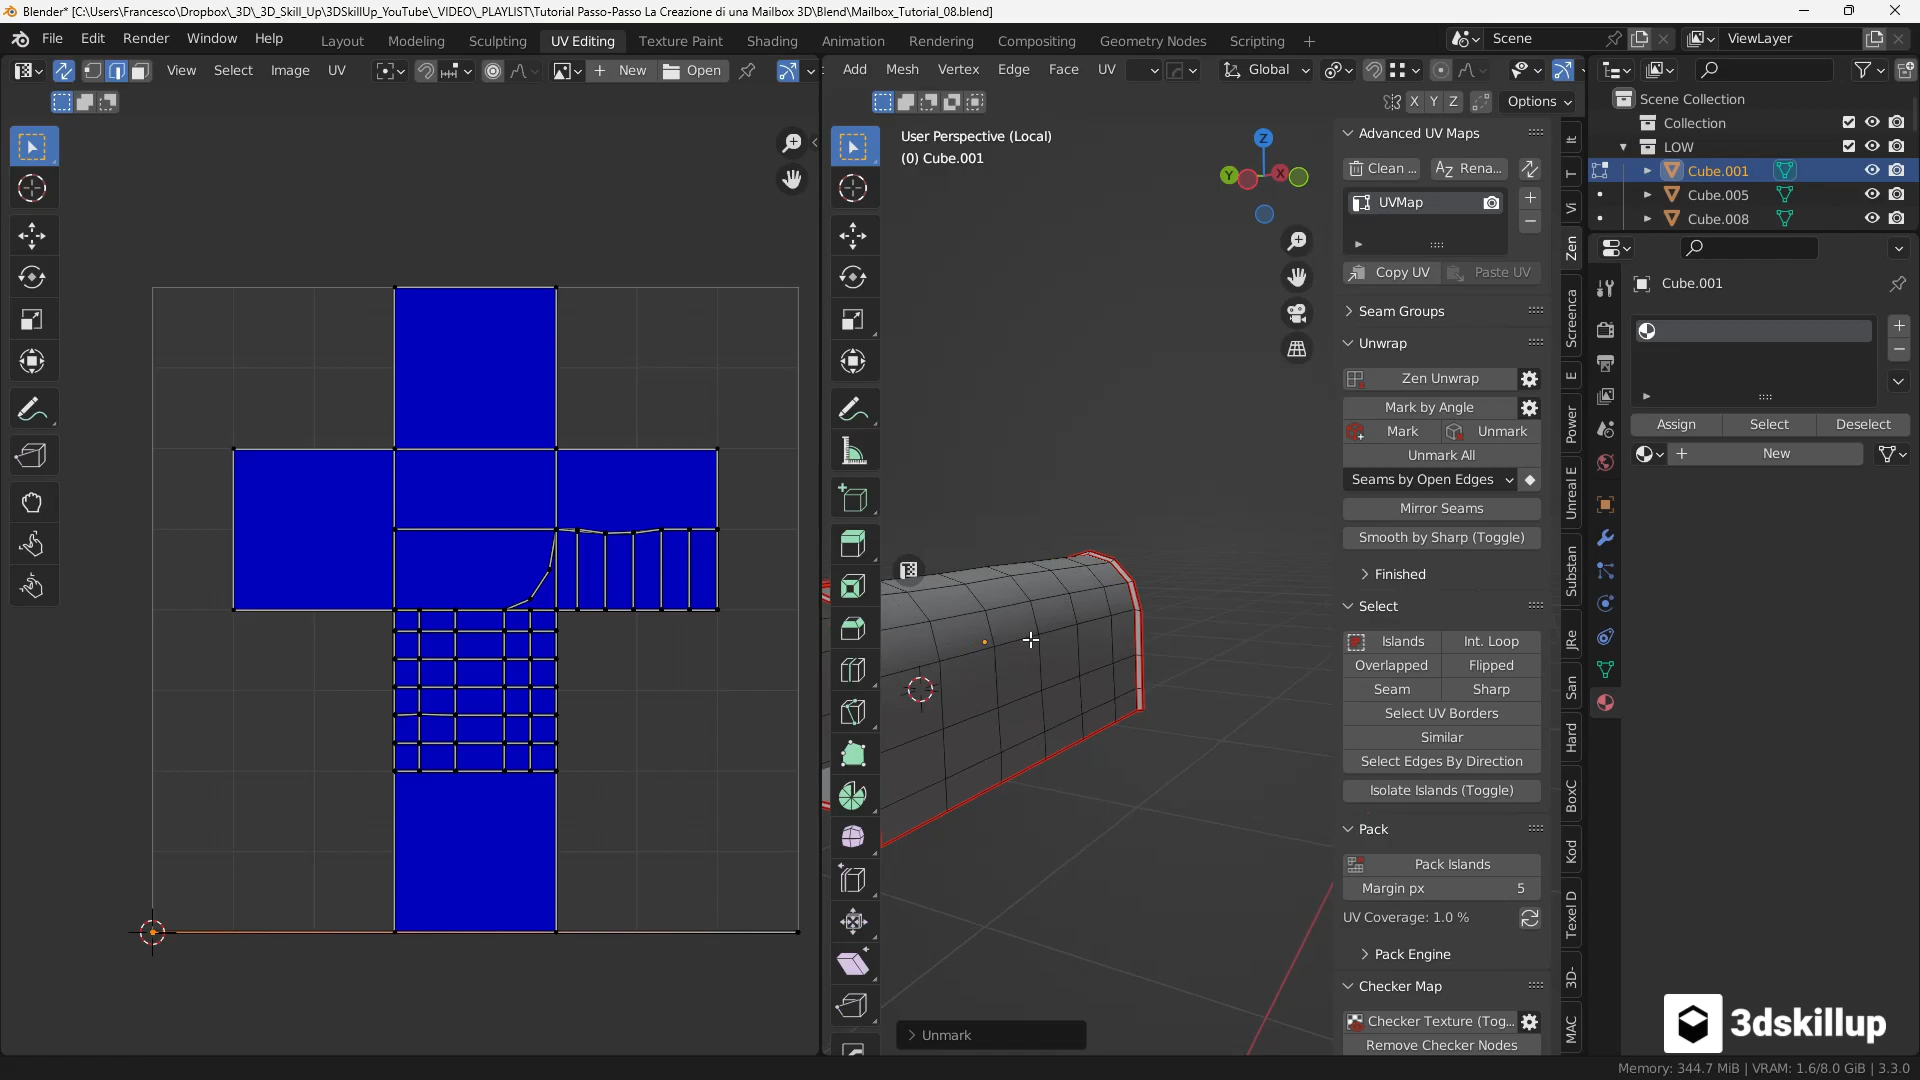 Blender* [C:\Users\Francesco\Dropbox\_3D\_3D_Skill_Up\3DSkillUp_YouTube\_VIDEO\_PLAYLIST\Tutorial Passo-Passo La Creazione di una Mailbox 3D\Blend\Mailbox_Tutorial_08.blend]
File Edit Render Window Help Layout Modeling Sculpting UV Editing Texture Paint Shading Animation Rendering Compositing Geometry Nodes Scripting + Scene ViewLayer
View Select Image UV New Open Add Mesh Vertex Edge Face UV Global
X Y Z Options
User Perspective (Local)
(0) Cube.001
Z
Y
X
Advanced UV Maps
Clean ... AZ Rena...
UVMap
Copy UV Paste UV
Seam Groups
Unwrap
Zen Unwrap
Mark by Angle
Mark Unmark
Unmark All
Seams by Open Edges
Mirror Seams
Smooth by Sharp (Toggle)
Finished
Select
Islands Int. Loop
Overlapped Flipped
Seam Sharp
Select UV Borders
Similar
Select Edges By Direction
Isolate Islands (Toggle)
Pack
Pack Islands
Margin px 5
UV Coverage: 1.0 %
Pack Engine
Checker Map
Checker Texture (Tog...
Remove Checker Nodes
Unmark
It
T
Vi
Zen
Screenca
E
Power
Unreal E
Substan
JRe
San
Hard
BoxC
Kod
Texel D
3D-
MAC
Scene Collection
Collection
LOW
Cube.001
Cube.005
Cube.008
Cube.001
Assign Select Deselect
New
3dskillup
Memory: 344.7 MiB | VRAM: 1.6/8.0 GiB | 3.3.0